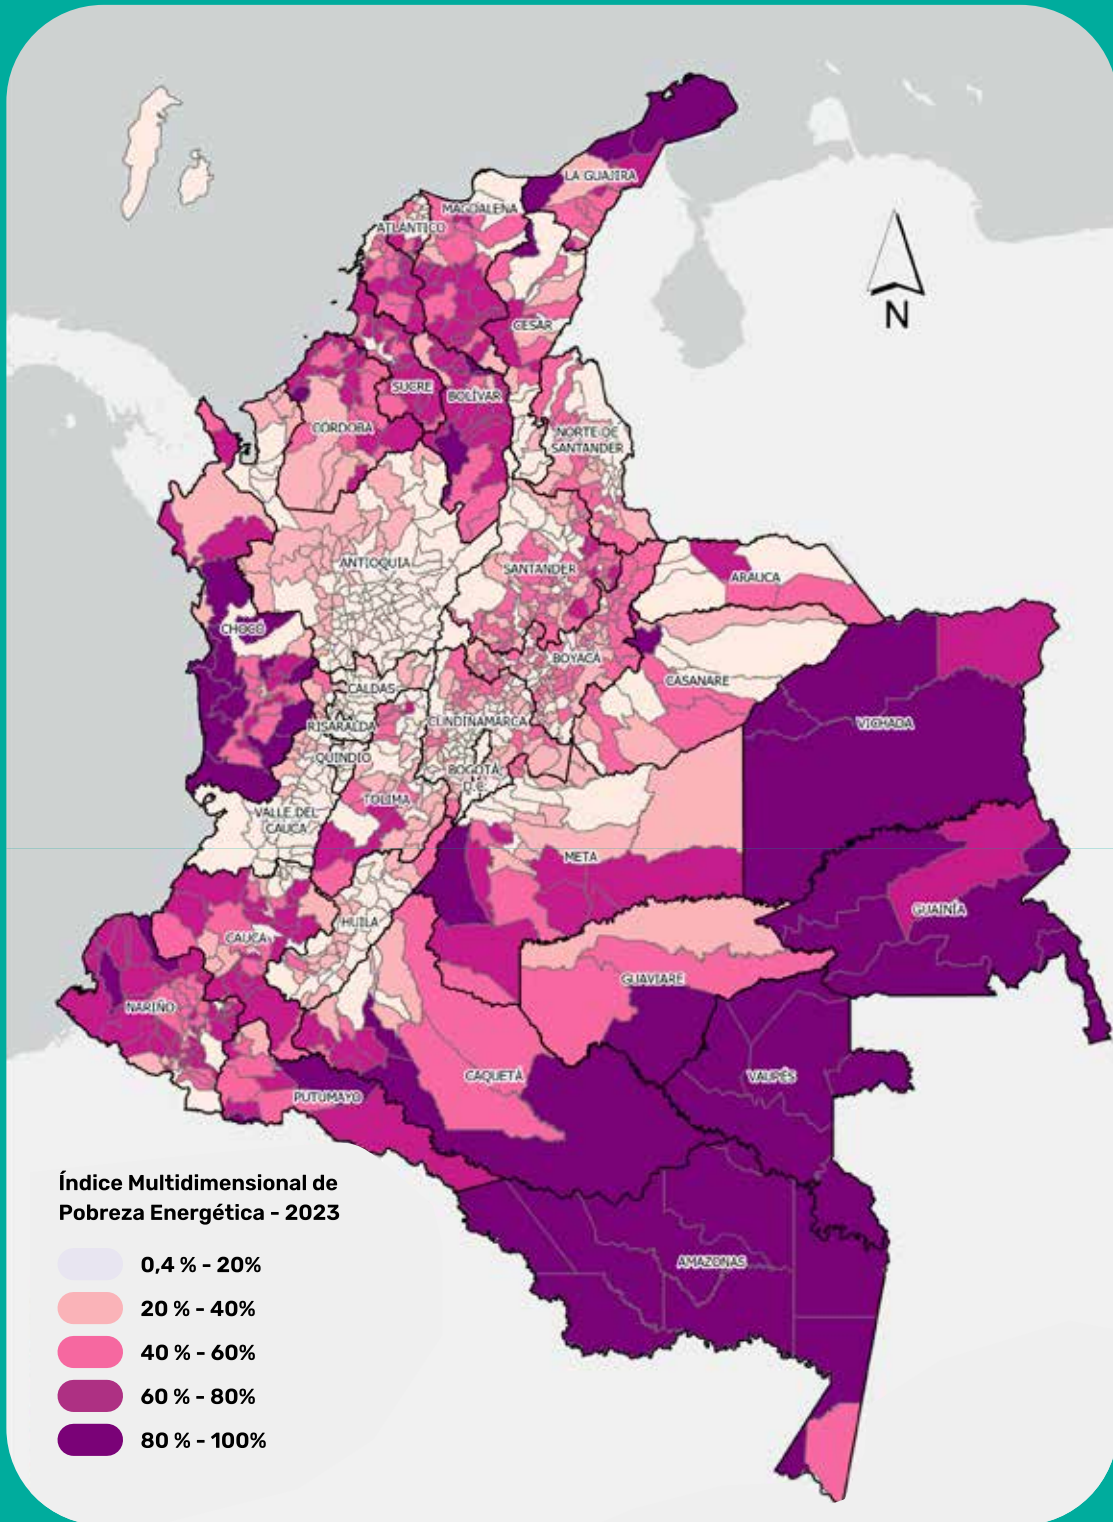 LA GUAJIRA
MAGDALENA
ATLÁNTICO
N
CESAR
SUCRE
BOLÍVAR
CÓRDOBA
NORTE DE
SANTANDER
ANTIOQUIA
SANTANDER
ARAUCA
CHOCÓ
BOYACÁ
CASANARE
CALDAS
RISARALDA
CUNDINAMARCA
VICHADA
QUINDIO
BOGOTÁ
D.C.
TOLIMA
VALLE DEL
CAUCA
META
GUAINÍA
HUILA
CAUCA
GUAVIARE
NARIÑO
CAQUETÁ
VAUPÉS
PUTUMAYO
AMAZONAS
Índice Multidimensional de
Pobreza Energética - 2023
0,4 % - 20%
20 % - 40%
40 % - 60%
60 % - 80%
80 % - 100%